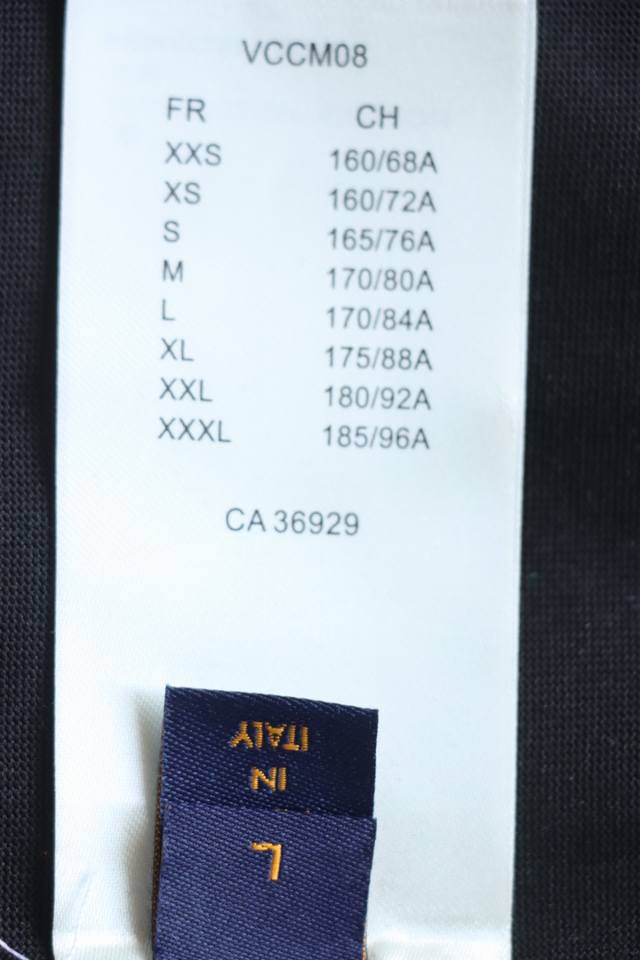 VCCM08
FR CH
XXS 160/68A
XS 160/72A
S 165/76A
M 170/80A
L 170/84A
XL 175/88A
XXL 180/92A
XXXL 185/96A
CA 36929
L
IN
ITALY